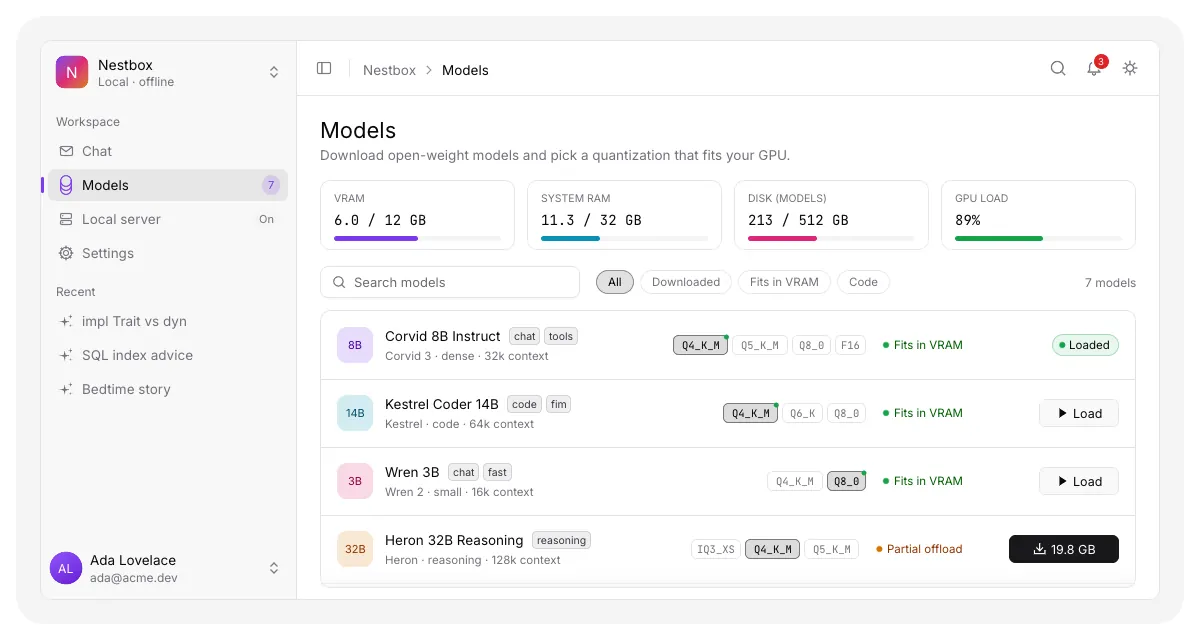 N
Nestbox
Local · offline
Workspace
Chat
Models 7
Local server On
Settings
Recent
impl Trait vs dyn
SQL index advice
Bedtime story
AL
Ada Lovelace
ada@acme.dev
Nestbox > Models
3
Models
Download open-weight models and pick a quantization that fits your GPU.
VRAM
6.0 / 12 GB
SYSTEM RAM
11.3 / 32 GB
DISK (MODELS)
213 / 512 GB
GPU LOAD
89%
Search models All Downloaded Fits in VRAM Code 7 models
8B
Corvid 8B Instruct chat tools
Corvid 3 · dense · 32k context
Q4_K_M Q5_K_M Q8_0 F16 Fits in VRAM Loaded
14B
Kestrel Coder 14B code fim
Kestrel · code · 64k context
Q4_K_M Q6_K Q8_0 Fits in VRAM Load
3B
Wren 3B chat fast
Wren 2 · small · 16k context
Q4_K_M Q8_0 Fits in VRAM Load
32B
Heron 32B Reasoning reasoning
Heron · reasoning · 128k context
IQ3_XS Q4_K_M Q5_K_M Partial offload 19.8 GB